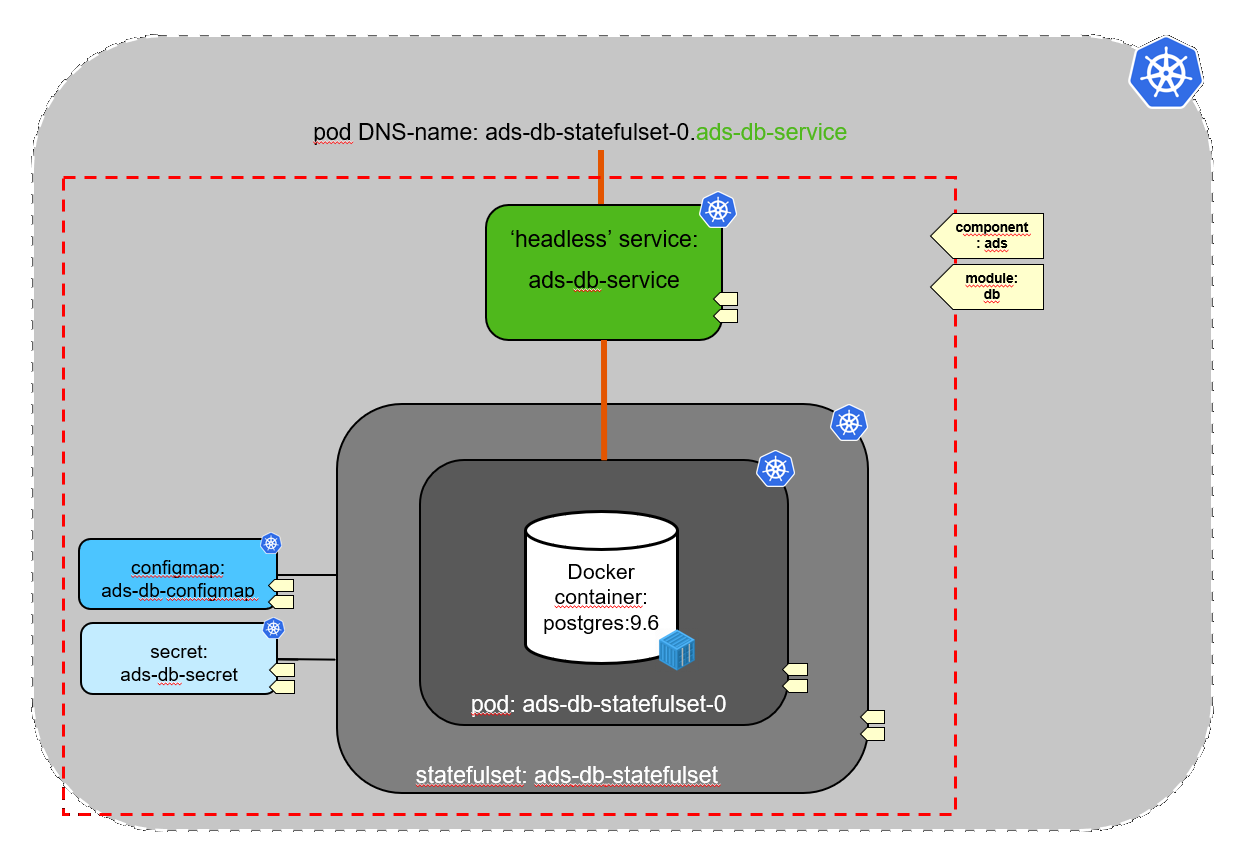 pod DNS-name: ads-db-statefulset-0.ads-db-service
‘headless’ service:
ads-db-service
component
: ads
module:
db
configmap:
ads-db-configmap
secret:
ads-db-secret
Docker
container:
postgres:9.6
pod: ads-db-statefulset-0
statefulset: ads-db-statefulset